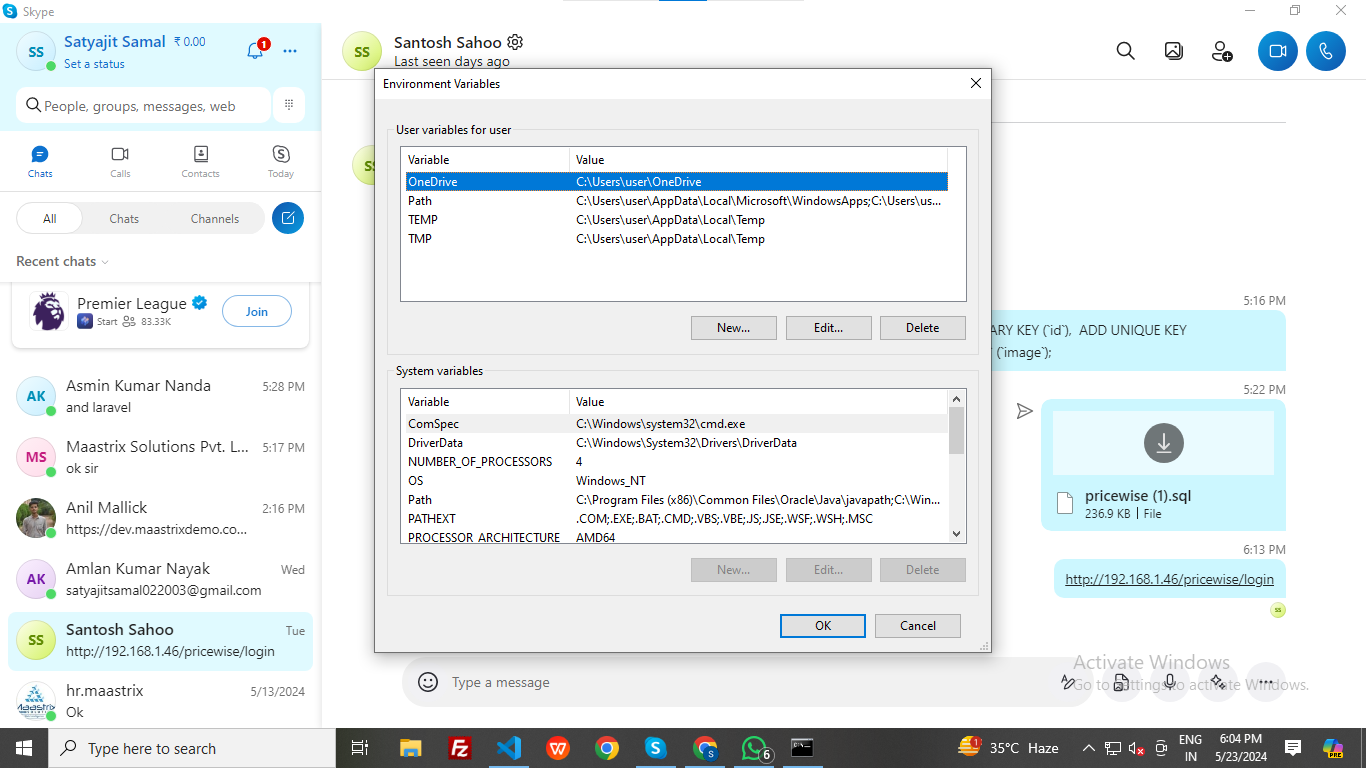 Skype
SS
Satyajit Samal ₹ 0.00
Set a status
1
People, groups, messages, web
Chats
Calls
Contacts
Today
All
Chats
Channels
Recent chats
Premier League
Start 83.33K
Join
AK
Asmin Kumar Nanda 5:28 PM
and laravel
MS
Maastrix Solutions Pvt. L... 5:17 PM
ok sir
Anil Mallick 2:16 PM
https://dev.maastrixdemo.co...
AK
Amlan Kumar Nayak Wed
satyajitsamal022003@gmail.com
SS
Santosh Sahoo Tue
http://192.168.1.46/pricewise/login
hr.maastrix 5/13/2024
Ok
SS
Santosh Sahoo
Last seen days ago
Environment Variables
User variables for user
Variable Value
OneDrive C:\Users\user\OneDrive
Path C:\Users\user\AppData\Local\Microsoft\WindowsApps;C:\Users\us...
TEMP C:\Users\user\AppData\Local\Temp
TMP C:\Users\user\AppData\Local\Temp
New... Edit... Delete
System variables
Variable Value
ComSpec C:\Windows\system32\cmd.exe
DriverData C:\Windows\System32\Drivers\DriverData
NUMBER_OF_PROCESSORS 4
OS Windows_NT
Path C:\Program Files (x86)\Common Files\Oracle\Java\javapath;C:\Win...
PATHEXT .COM;.EXE;.BAT;.CMD;.VBS;.VBE;.JS;.JSE;.WSF;.WSH;.MSC
PROCESSOR_ARCHITECTURE AMD64
New... Edit... Delete
OK Cancel
5:16 PM
ARY KEY (`id`), ADD UNIQUE KEY
(`image`);
5:22 PM
pricewise (1).sql
236.9 KB | File
6:13 PM
http://192.168.1.46/pricewise/login
SS
Type a message
Activate Windows
Go to Settings to activate Windows.
Type here to search
6
1
35°C Haze
ENG
IN
6:04 PM
5/23/2024
PRE